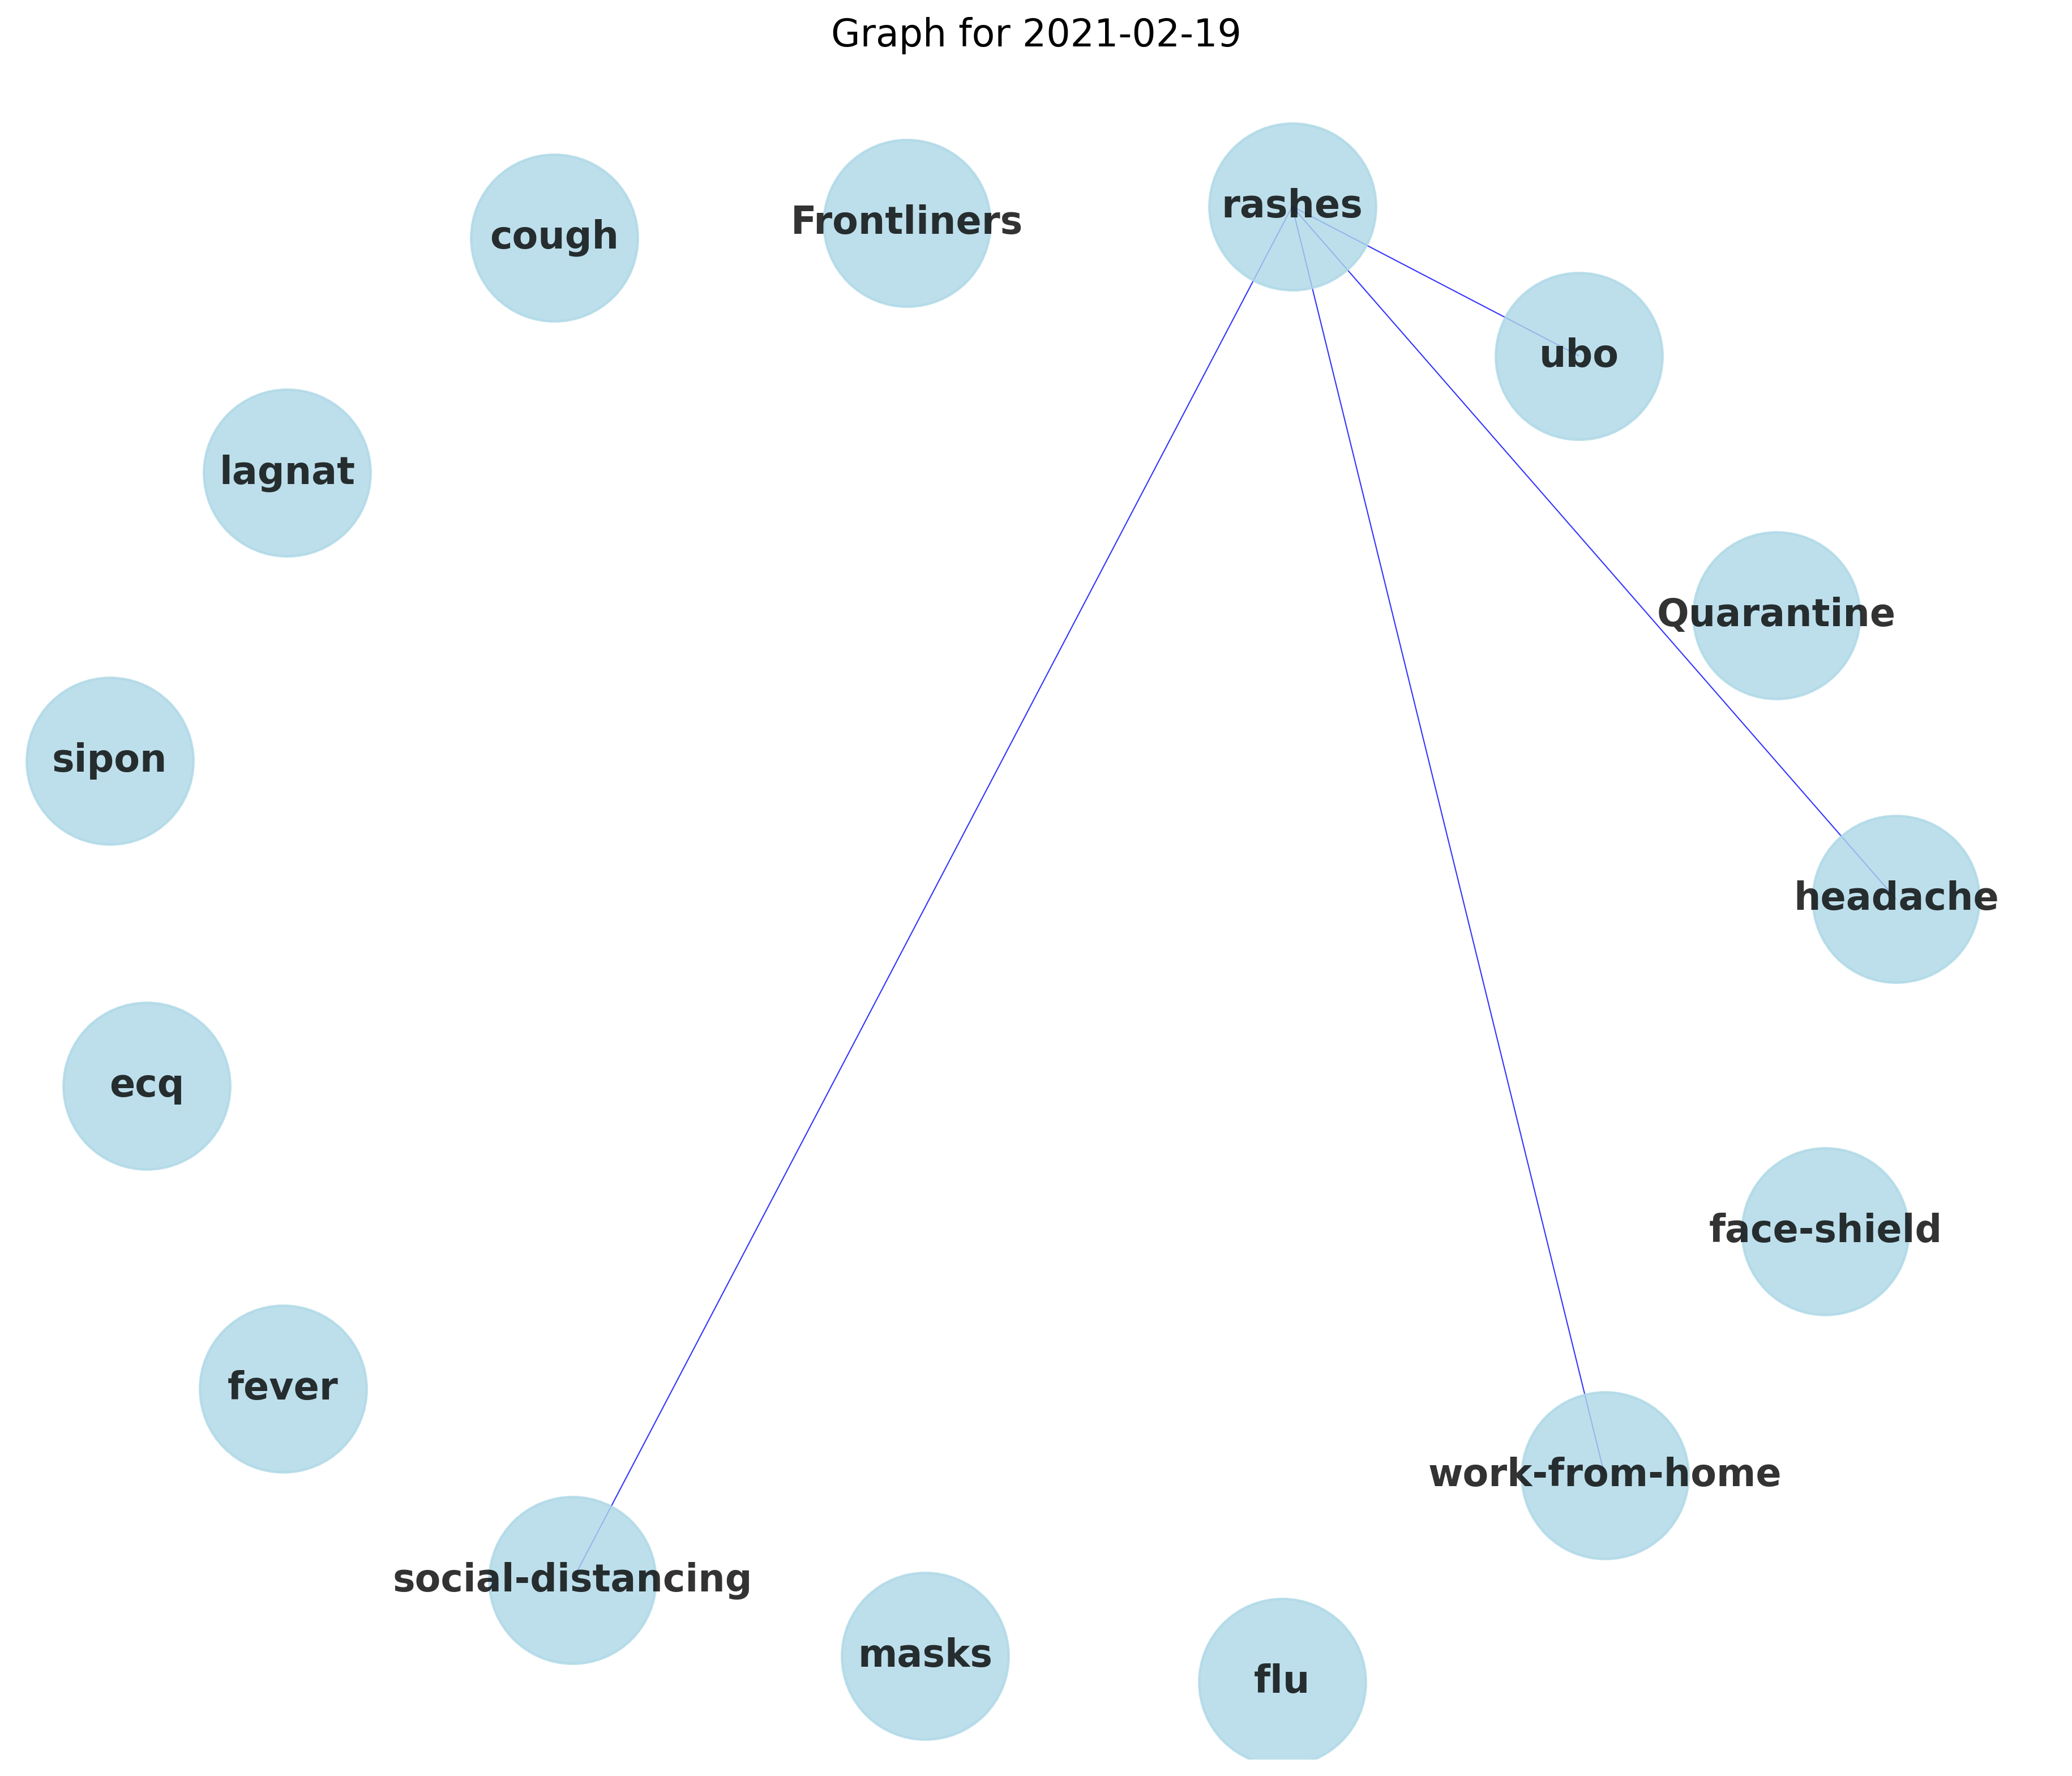 Graph for 2021-02-19
rashes
Frontliners
cough
ubo
lagnat
Quarantine
sipon
headache
ecq
face-shield
fever
work-from-home
social-distancing
masks
flu